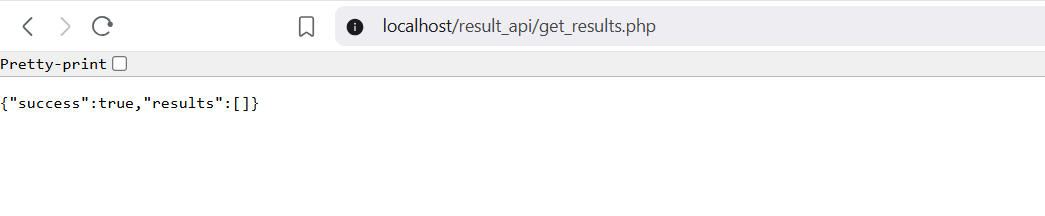 localhost/result_api/get_results.php
Pretty-print
{"success":true,"results":[]}